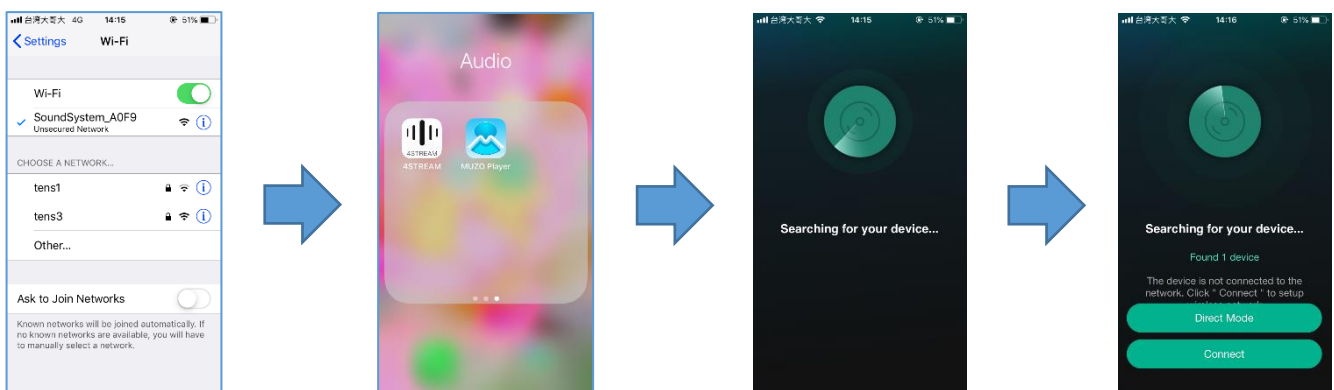 台灣大哥大 4G 14:15 51%
Settings Wi-Fi
Wi-Fi
SoundSystem_A0F9
Unsecured Network
CHOOSE A NETWORK...
tens1
tens3
Other...
Ask to Join Networks
Known networks will be joined automatically. If
no known networks are available, you will have
to manually select a network.
Audio
4STREAM
4STREAM MUZO Player
台灣大哥大 14:15 51%
Searching for your device...
台灣大哥大 14:16 51%
Searching for your device...
Found 1 device
The device is not connected to the
network. Click " Connect " to setup
Direct Mode
Connect